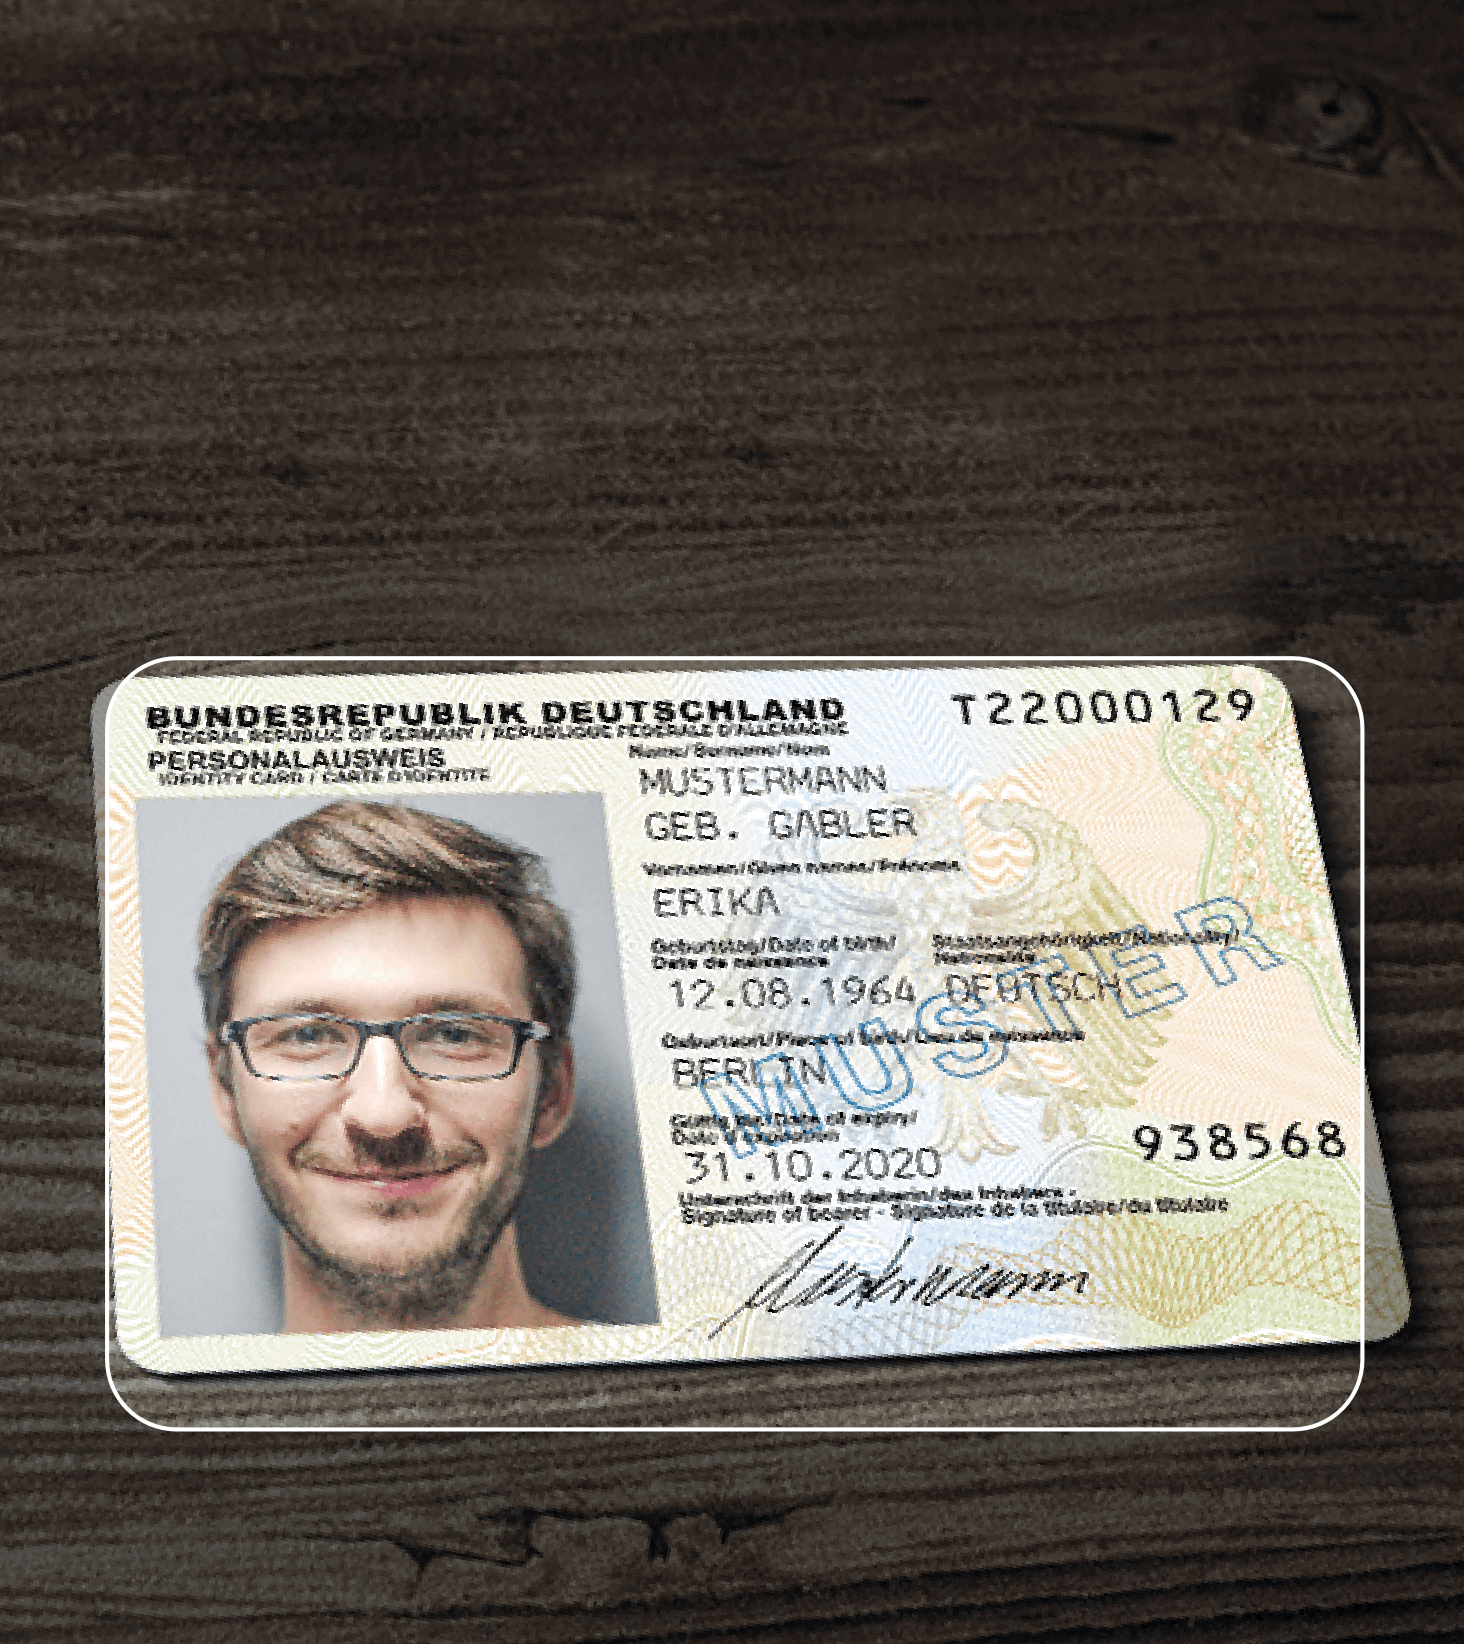 BUNDESREPUBLIK DEUTSCHLAND
T22000129
FEDERAL REPUBLIC OF GERMANY / REPUBLIQUE FEDERALE D'ALLEMAGNE
PERSONALAUSWEIS
IDENTITY CARD / CARTE D'IDENTITE
Name/Surname/Nom
MUSTERMANN
GEB. GABLER
Vornamen/Given names/Prénoms
ERIKA
Geburtstag/Date of birth/
Date de naissance
Staatsangehörigkeit/Nationality/
Nationalité
12.08.1964 DEUTSCH
Geburtsort/Place of birth/Lieu de naissance
BERLIN
MUSTER
Gültig bis/Date of expiry/
Date d'expiration
938568
31.10.2020
Unterschrift der Inhaberin/des Inhabers -
Signature of bearer - Signature de la titulaire/du titulaire
Mustermann